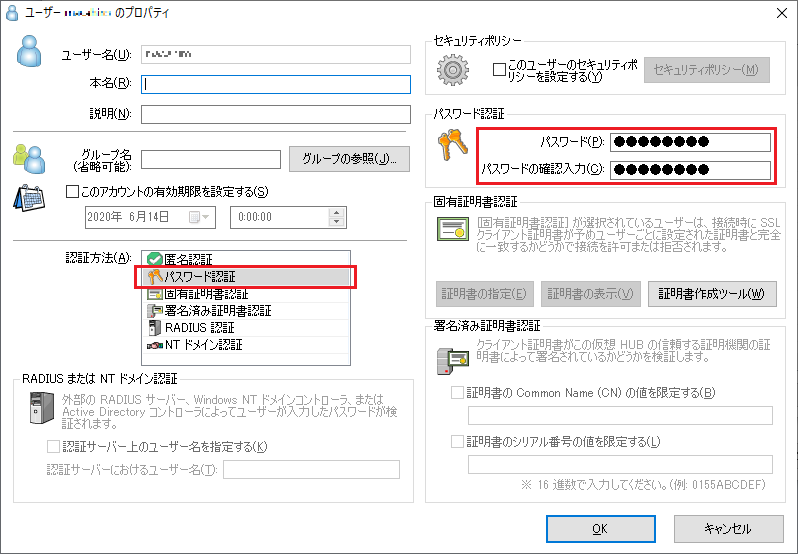 ユーザー のプロパティ
ユーザー名(U):
本名(R):
説明(N):
グループ名
(省略可能):
グループの参照(J)...
このアカウントの有効期限を設定する(S)
2020年 6月14日
0:00:00
認証方法(A):
匿名認証
パスワード認証
固有証明書認証
署名済み証明書認証
RADIUS 認証
NT ドメイン認証
RADIUS または NT ドメイン認証
外部の RADIUS サーバー、Windows NT ドメインコントローラ、または
Active Directory コントローラによってユーザーが入力したパスワードが検
証されます。
認証サーバー上のユーザー名を指定する(K)
認証サーバーにおけるユーザー名(T):
セキュリティポリシー
このユーザーのセキュリティポ
リシーを設定する(Y)
セキュリティポリシー(M)
パスワード認証
パスワード(P): ●●●●●●●●
パスワードの確認入力(C): ●●●●●●●●
固有証明書認証
[固有証明書認証] が選択されているユーザーは、接続時に SSL
クライアント証明書が予めユーザーごとに設定された証明書と完全
に一致するかどうかで接続を許可または拒否されます。
証明書の指定(E)
証明書の表示(V)
証明書作成ツール(W)
署名済み証明書認証
クライアント証明書がこの仮想 HUB の信頼する証明機関の証
明書によって署名されているかどうかを検証します。
証明書の Common Name (CN) の値を限定する(B)
証明書のシリアル番号の値を限定する(L)
※ 16 進数で入力してください。(例: 0155ABCDEF)
OK
キャンセル